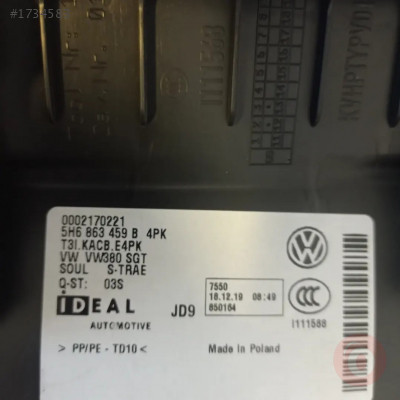 #173458
I111588
0002170221
5H6 863 459 B 4PK
T3I.KACB.E4PK
VW VW380 SGT
SOUL S-TRAE
Q-ST: 03S
IDEAL
AUTOMOTIVE
JD9
7550
18.12.19 08:49
850164
I111588
> PP/PE - TD10 <
Made in Poland